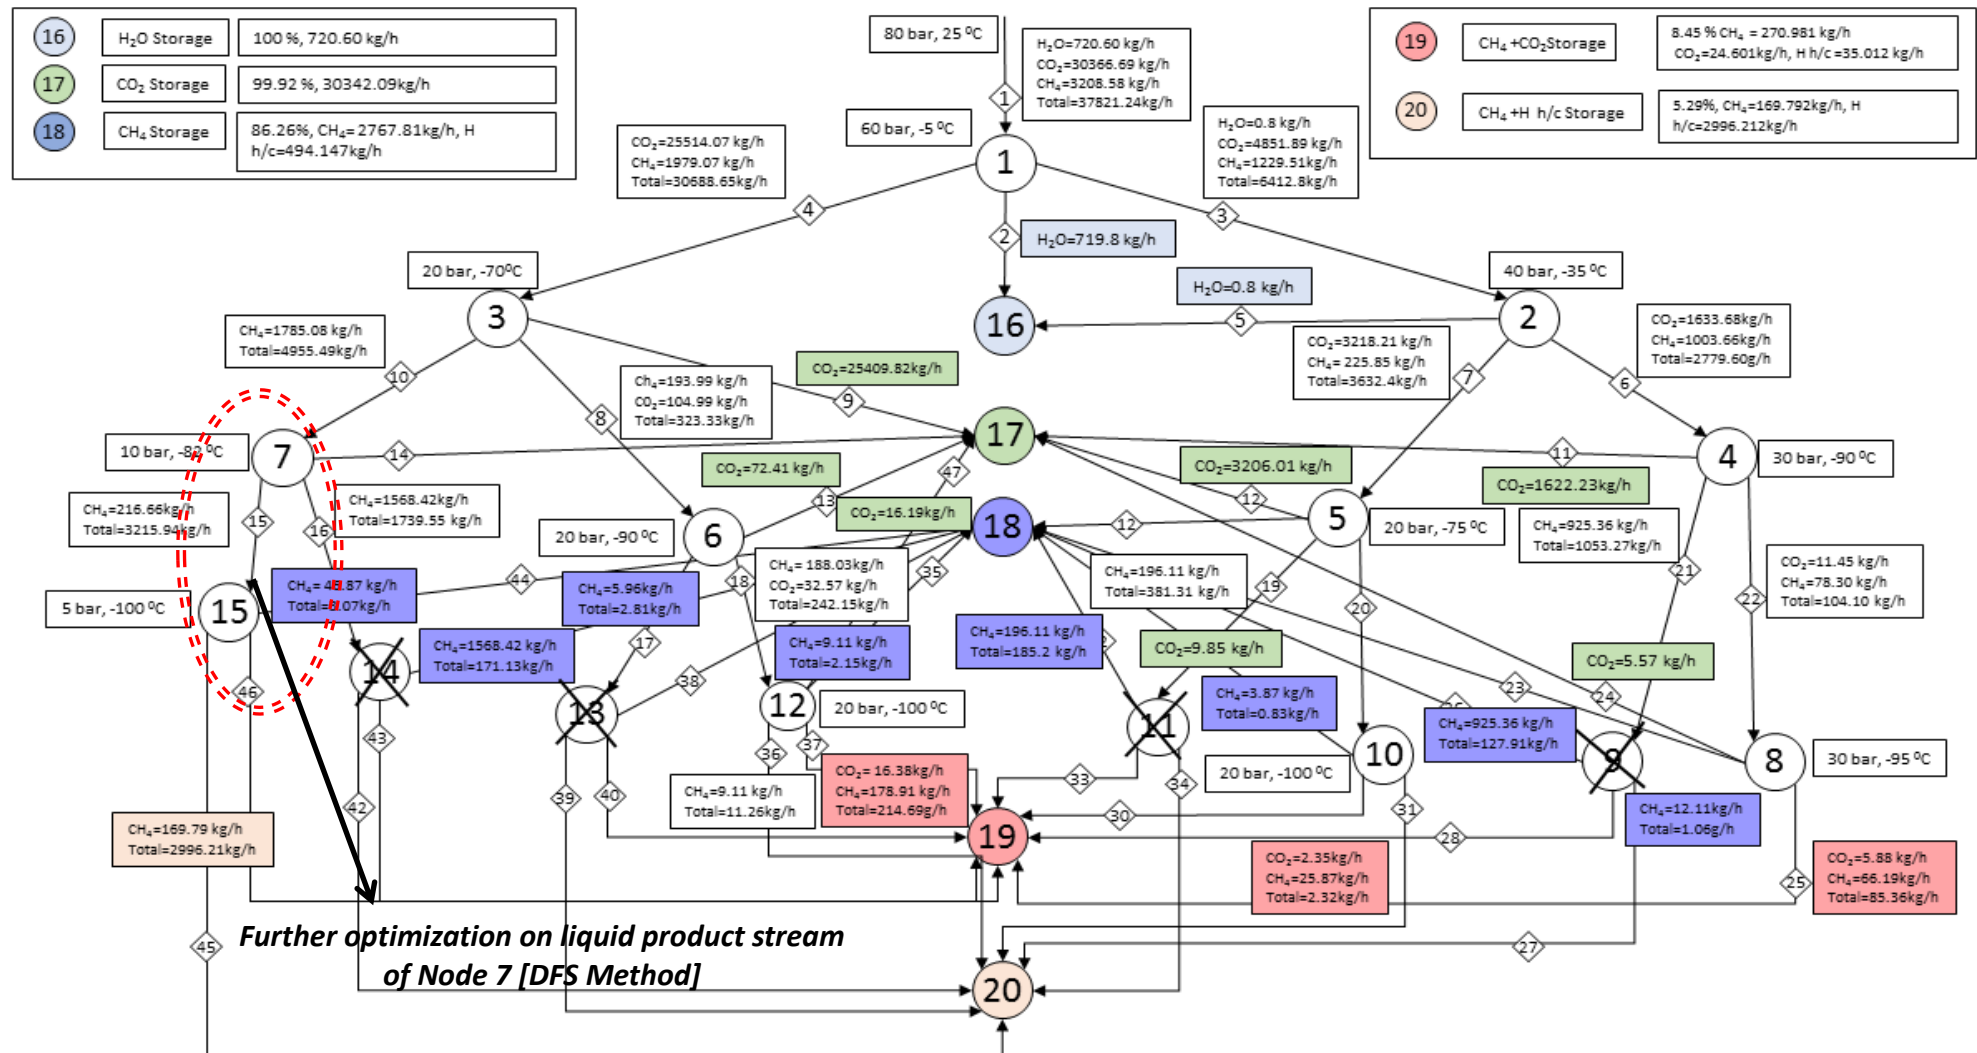 16
H₂O Storage
100 %, 720.60 kg/h
17
CO₂ Storage
99.92 %, 30342.09kg/h
18
CH₄ Storage
86.26%, CH₄= 2767.81kg/h, H
h/c=494.147kg/h
19
CH₄ +CO₂Storage
8.45 % CH₄ = 270.981 kg/h
CO₂=24.601kg/h, H h/c =35.012 kg/h
20
CH₄ +H h/c Storage
5.29%, CH₄=169.792kg/h, H
h/c=2996.212kg/h
80 bar, 25 ⁰C
H₂O=720.60 kg/h
CO₂=30366.69 kg/h
CH₄=3208.58 kg/h
Total=37821.24kg/h
1
60 bar, -5 ⁰C
1
CO₂=25514.07 kg/h
CH₄=1979.07 kg/h
Total=30688.65kg/h
H₂O=0.8 kg/h
CO₂=4851.89 kg/h
CH₄=1229.51kg/h
Total=6412.8kg/h
4
3
2
H₂O=719.8 kg/h
20 bar, -70⁰C
40 bar, -35 ⁰C
3
16
H₂O=0.8 kg/h
5
2
CH₄=1785.08 kg/h
Total=4955.49kg/h
CO₂=1633.68kg/h
CH₄=1003.66kg/h
Total=2779.60g/h
CO₂=3218.21 kg/h
CH₄= 225.85 kg/h
Total=3632.4kg/h
10
CO₂=25409.82kg/h
7
6
Ch₄=193.99 kg/h
CO₂=104.99 kg/h
Total=323.33kg/h
9
8
10 bar, -82 ⁰C
7
14
17
11
4
30 bar, -90⁰C
CO₂=72.41 kg/h
47
CO₂=3206.01 kg/h
CO₂=1622.23kg/h
CH₄=216.66kg/h
Total=3215.94kg/h
15
16
CH₄=1568.42kg/h
Total=1739.55 kg/h
13
CO₂=16.19kg/h
12
20 bar, -90⁰C
6
18
12
5
20 bar, -75 ⁰C
CH₄=925.36 kg/h
Total=1053.27kg/h
44
18
35
19
21
CH₄= 188.03 kg/h
CO₂=32.57 kg/h
Total=242.15kg/h
CH₄=196.11 kg/h
Total=381.31 kg/h
CO₂=11.45 kg/h
CH₄=78.30 kg/h
Total=104.10 kg/h
5 bar, -100 ⁰C
15
CH₄=5.96kg/h
Total=2.81kg/h
20
22
17
CH₄=1568.42 kg/h
Total=171.13kg/h
CH₄=9.11 kg/h
Total=2.15kg/h
CH₄=196.11 kg/h
Total=185.2 kg/h
CO₂=9.85 kg/h
CO₂=5.57 kg/h
14
46
38
23
24
13
12
20 bar, -100 ⁰C
11
CH₄=3.87 kg/h
Total=0.83kg/h
CH₄=925.36 kg/h
Total=127.91kg/h
43
36
37
10
9
8
30 bar, -95 ⁰C
42
39
40
CH₄=9.11 kg/h
Total=11.26kg/h
CO₂= 16.38kg/h
CH₄=178.91 kg/h
Total=214.69g/h
33
34
20 bar, -100 ⁰C
31
30
CH₄=12.11kg/h
Total=1.06g/h
CH₄=169.79 kg/h
Total=2996.21kg/h
19
28
CO₂=2.35kg/h
CH₄=25.87kg/h
Total=2.32kg/h
25
CO₂=5.88 kg/h
CH₄=66.19kg/h
Total=85.36kg/h
45
27
Further optimization on liquid product stream
of Node 7 [DFS Method]
20